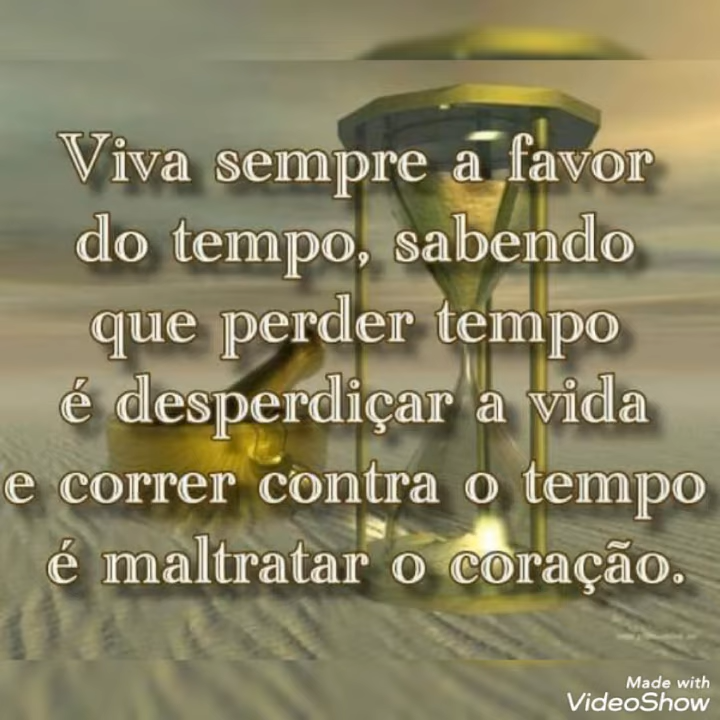 Viva sempre a favor
do tempo, sabendo
que perder tempo
é desperdiçar a vida
e correr contra o tempo
é maltratar o coração.
Made with
VideoShow